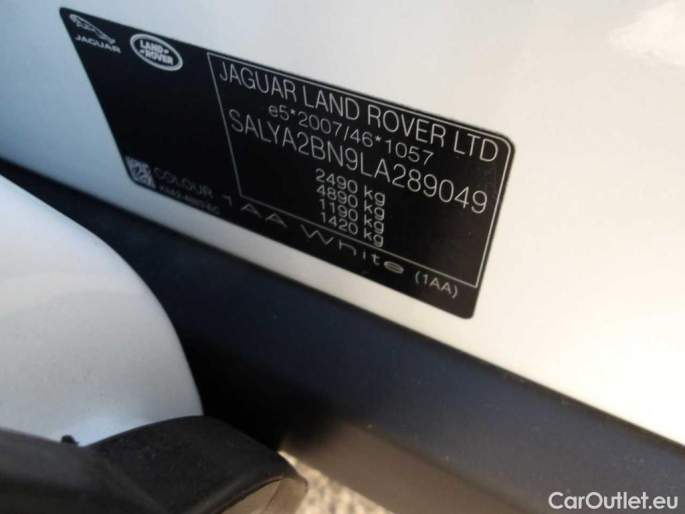 JAGUAR
LAND ROVER
JAGUAR LAND ROVER LTD
e5*2007/46*1057
SALYA2BN9LA289049
2490 kg
4890 kg
1190 kg
1420 kg
COLOUR 1AA White (1AA)
CarOutlet.eu